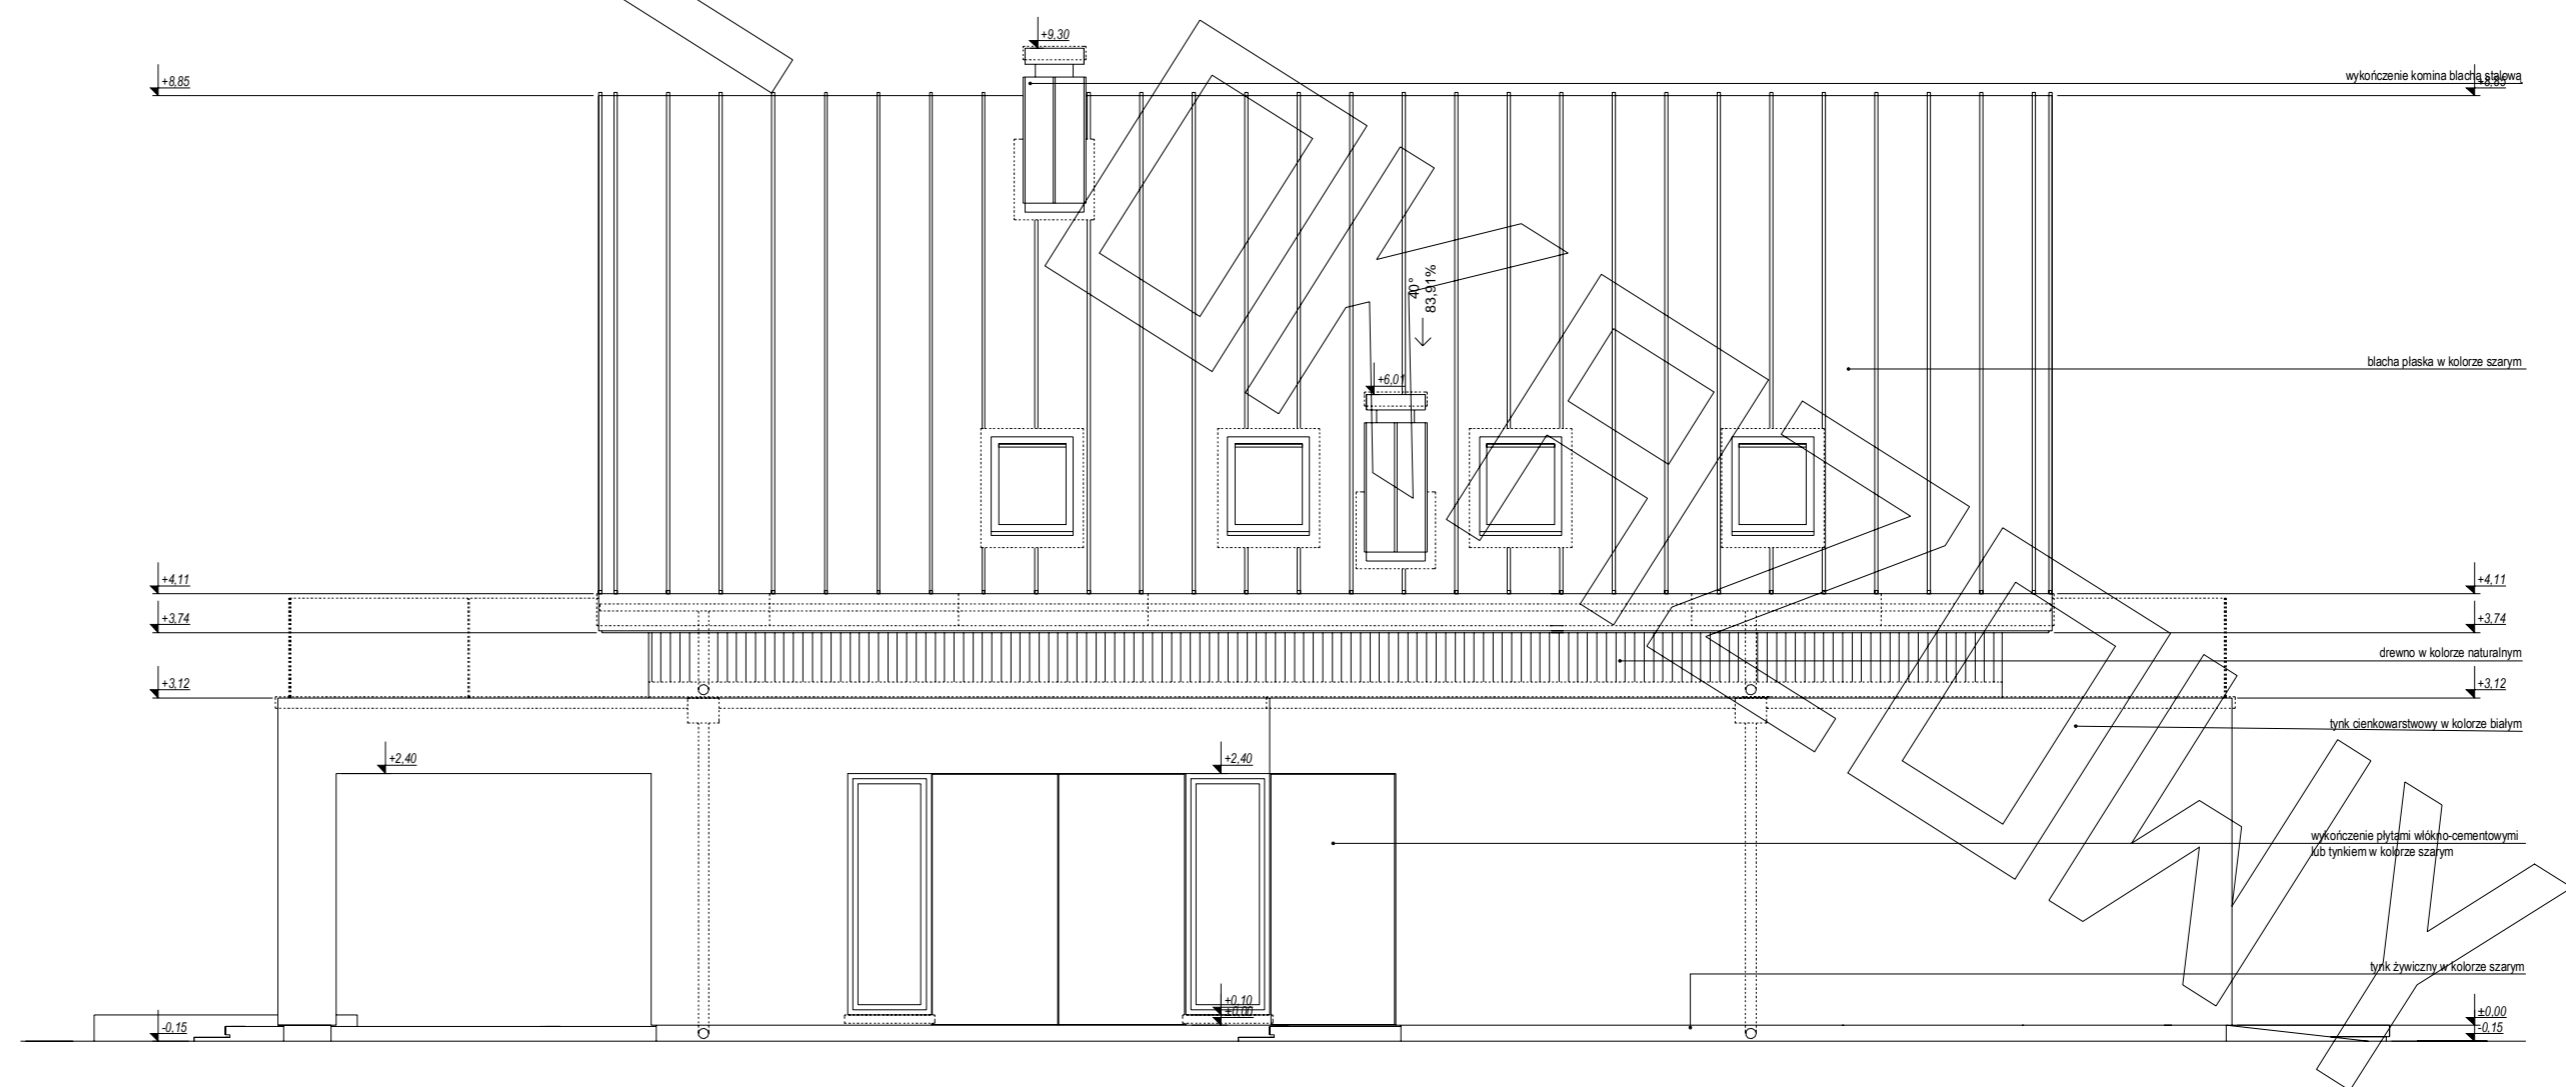 +9,30
+8,85
wykończenie komina blacha stalowa
+8,85
40°
83,91%
blacha płaska w kolorze szarym
+6,01
+4,11
+4,11
+3,74
+3,74
drewno w kolorze naturalnym
+3,12
+3,12
tynk cienkowarstwowy w kolorze białym
+2,40
+2,40
wykończenie płytami włókno-cementowymi
lub tynkiem w kolorze szarym
tynk żywiczny w kolorze szarym
+0,10
±0,00
±0,00
-0,15
-0,15